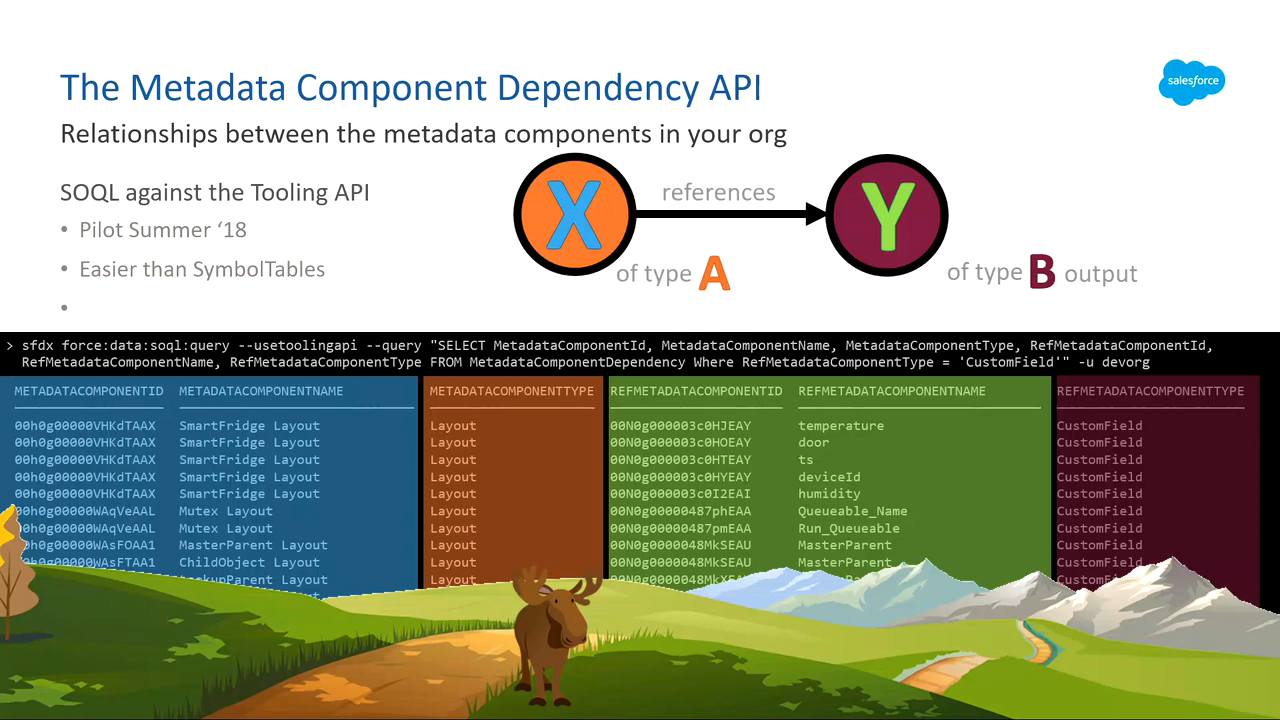 The Metadata Component Dependency API
salesforce
Relationships between the metadata components in your org
SOQL against the Tooling API
• Pilot Summer ‘18
• Easier than SymbolTables
•
X references Y
of type A
of type B output
> sfdx force:data:soql:query --usetoolingapi --query "SELECT MetadataComponentId, MetadataComponentName, MetadataComponentType, RefMetadataComponentId,
RefMetadataComponentName, RefMetadataComponentType FROM MetadataComponentDependency Where RefMetadataComponentType = 'CustomField'" -u devorg
METADATACOMPONENTID METADATACOMPONENTNAME METADATACOMPONENTTYPE REFMETADATACOMPONENTID REFMETADATACOMPONENTNAME REFMETADATACOMPONENTTYPE
00h0g00000VHKdTAAX SmartFridge Layout Layout 00N0g000003c0HJEAY temperature CustomField
00h0g00000VHKdTAAX SmartFridge Layout Layout 00N0g000003c0HOEAY door CustomField
00h0g00000VHKdTAAX SmartFridge Layout Layout 00N0g000003c0HTEAY ts CustomField
00h0g00000VHKdTAAX SmartFridge Layout Layout 00N0g000003c0HYEAY deviceId CustomField
00h0g00000VHKdTAAX SmartFridge Layout Layout 00N0g000003c0I2EAI humidity CustomField
0h0g00000WAqVeAAL Mutex Layout Layout 00N0g00000487phEAA Queueable_Name CustomField
0h0g00000WAqVeAAL Mutex Layout Layout 00N0g00000487pmEAA Run_Queueable CustomField
0h0g00000WAsFOAA1 MasterParent Layout Layout 00N0g0000048MkSEAU MasterParent CustomField
0h0g00000WAsFTAA1 ChildObject Layout Layout 00N0g0000048MkSEAU MasterParent CustomField
Layout Layout